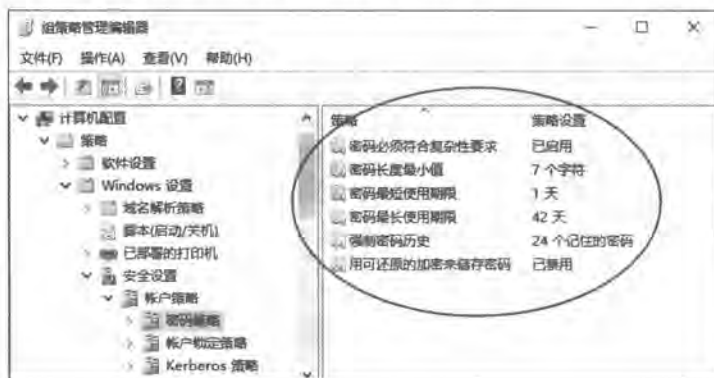 组策略管理编辑器
文件(F) 操作(A) 查看(V) 帮助(H)
计算机配置
策略
软件设置
Windows 设置
域名解析策略
脚本(启动/关机)
已部署的打印机
安全设置
帐户策略
密码策略
帐户锁定策略
Kerberos 策略
策略 策略设置
密码必须符合复杂性要求 已启用
密码长度最小值 7 个字符
密码最短使用期限 1 天
密码最长使用期限 42 天
强制密码历史 24 个记住的密码
用可还原的加密来储存密码 已禁用